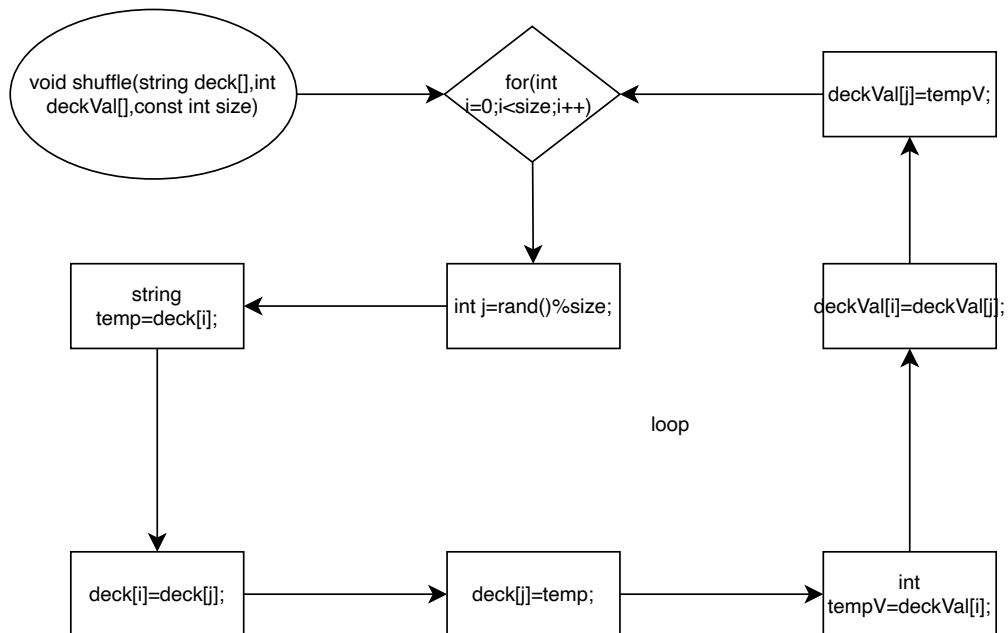 void shuffle(string deck[],int
deckVal[],const int size)
for(int
i=0;i<size;i++)
deckVal[j]=tempV;
string
temp=deck[i];
int j=rand()%size;
deckVal[i]=deckVal[j];
loop
deck[i]=deck[j];
deck[j]=temp;
int
tempV=deckVal[i];